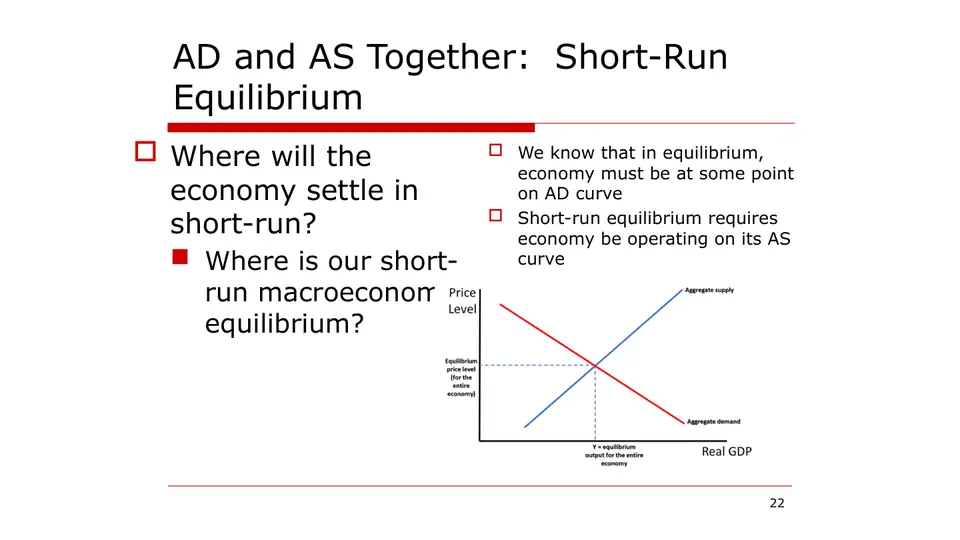 AD and AS Together: Short-Run
Equilibrium
Where will the
economy settle in
short-run?
Where is our short-
run macroeconom
equilibrium?
We know that in equilibrium,
economy must be at some point
on AD curve
Short-run equilibrium requires
economy be operating on its AS
curve
Price
Level
Aggregate supply
Equilibrium
price level
(for the
entire
economy)
Aggregate demand
Y = equilibrium
output for the entire
economy
Real GDP
22